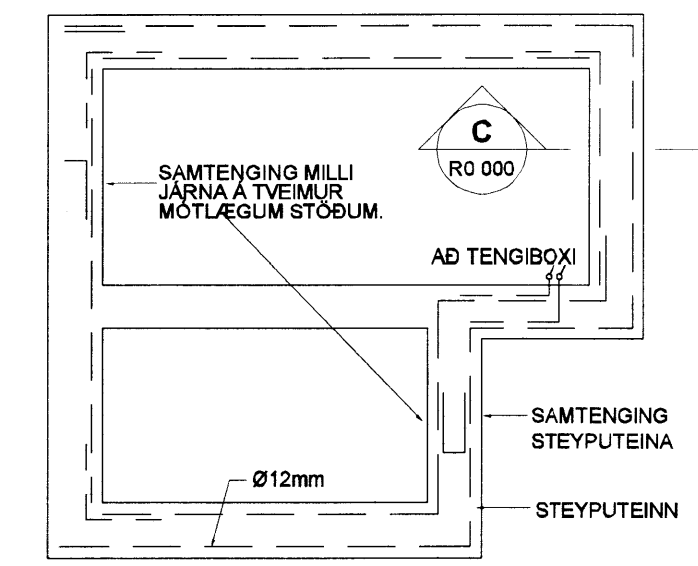 C
R0 000
SAMTENGING MILLI
JÁRNA Á TVEIMUR
MÓTLÆGUM STÖÐUM.
AÐ TENGIBOXI
SAMTENGING
STEYPUTEINA
Ø12mm
STEYPUTEINN